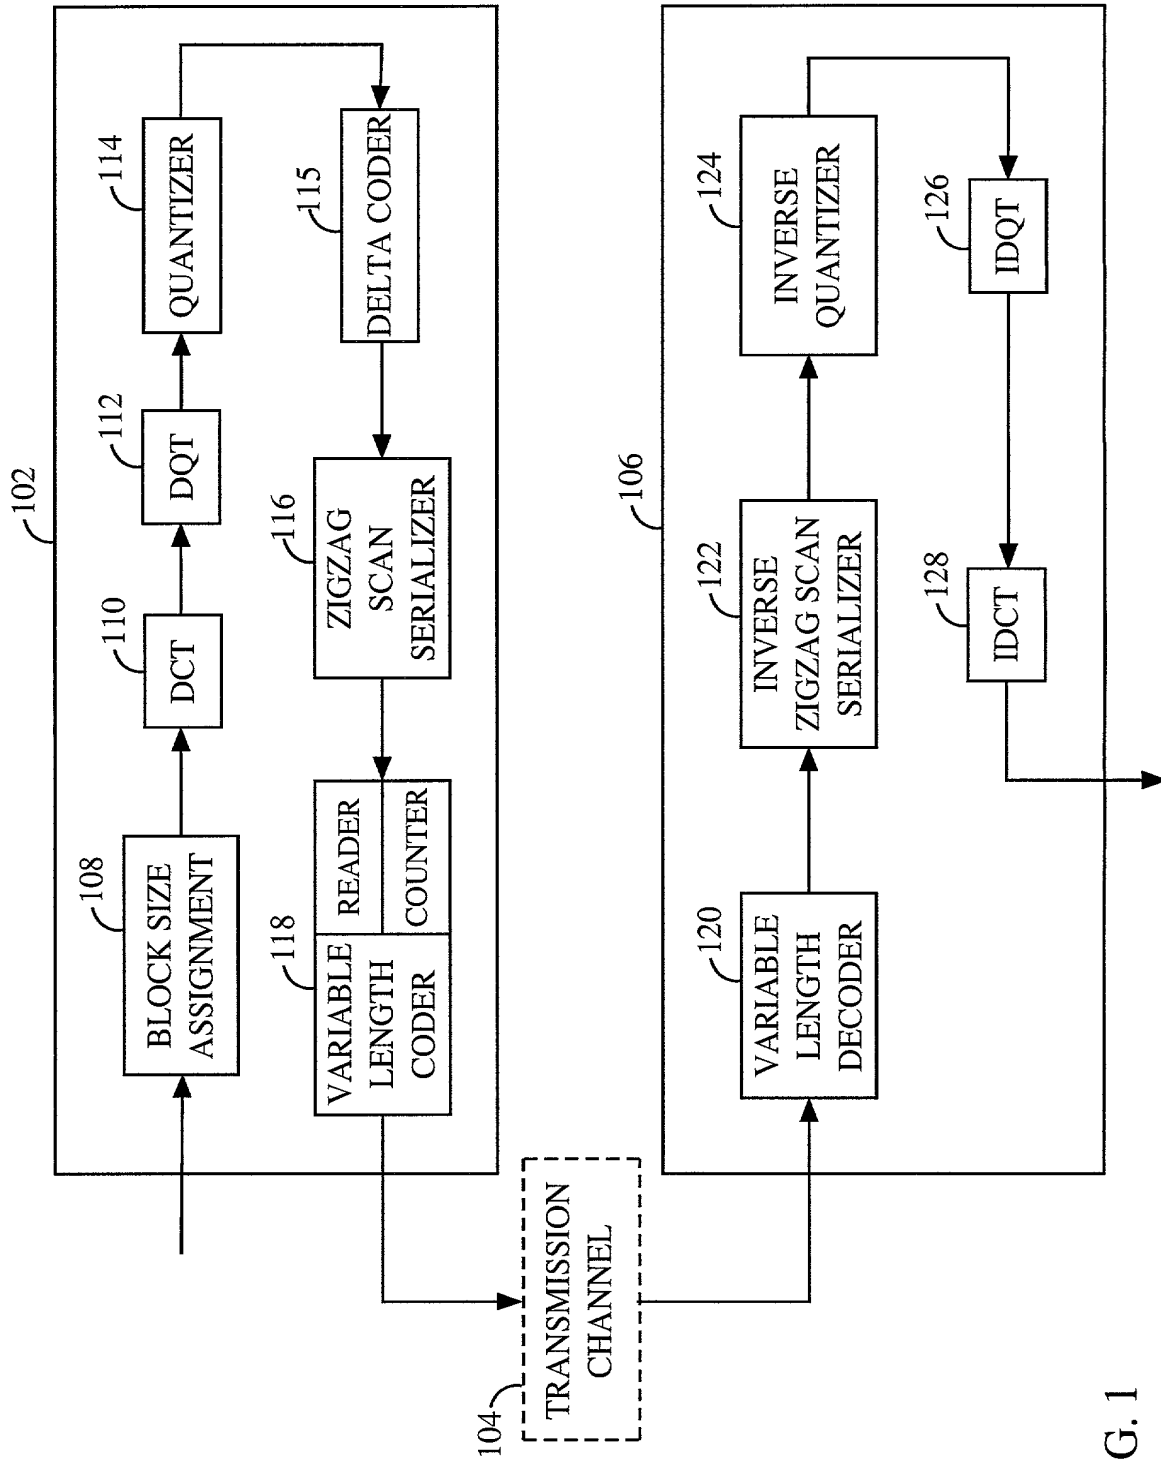 102
108
BLOCK SIZE
ASSIGNMENT
110
DCT
112
DQT
114
QUANTIZER
118
VARIABLE
LENGTH
CODER
READER
COUNTER
116
ZIGZAG
SCAN
SERIALIZER
115
DELTA CODER
104
TRANSMISSION
CHANNEL
106
120
VARIABLE
LENGTH
DECODER
122
INVERSE
ZIGZAG SCAN
SERIALIZER
124
INVERSE
QUANTIZER
128
IDCT
126
IDQT
G. 1